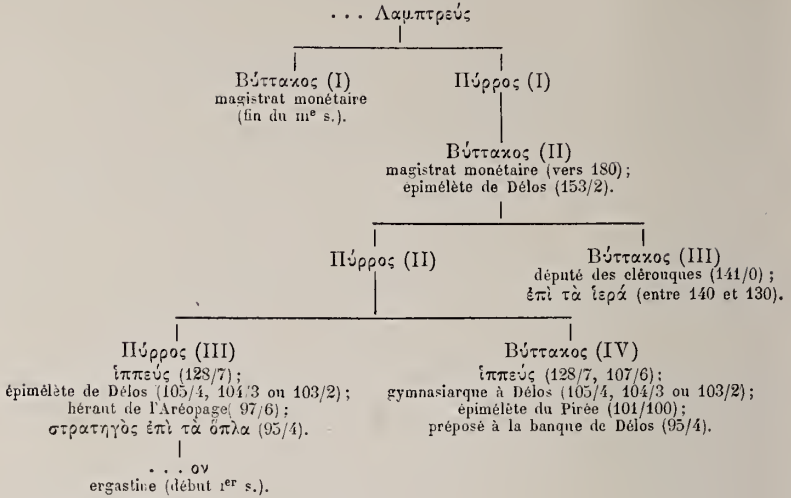 . . . Λαμπτρεύς
Βύττακος (I) Πύρρος (I)
magistrat monétaire
(fin du IIIe s.).
Βύττακος (II)
magistrat monétaire (vers 180) ;
épimélète de Délos (153/2).
Πύρρος (II) Βύττακος (III)
député des clérouques (141/0) ;
ἐπὶ τὰ ἱερά (entre 140 et 130).
Πύρρος (III) Βύττακος (IV)
ἱππεύς (128/7) ; ἱππεύς (128/7, 107/6) ;
épimélète de Délos (105/4, 104/3 ou 103/2) ; gymnasiarque à Délos (105/4, 104/3 ou 103/2) ;
héraut de l'Aréopage( 97/6) ; épimélète du Pirée (101/100) ;
στρατηγὸς ἐπὶ τὰ ὅπλα (95/4). préposé à la banque de Délos (95/4).
. . . ον
ergastine (début Ier s.).